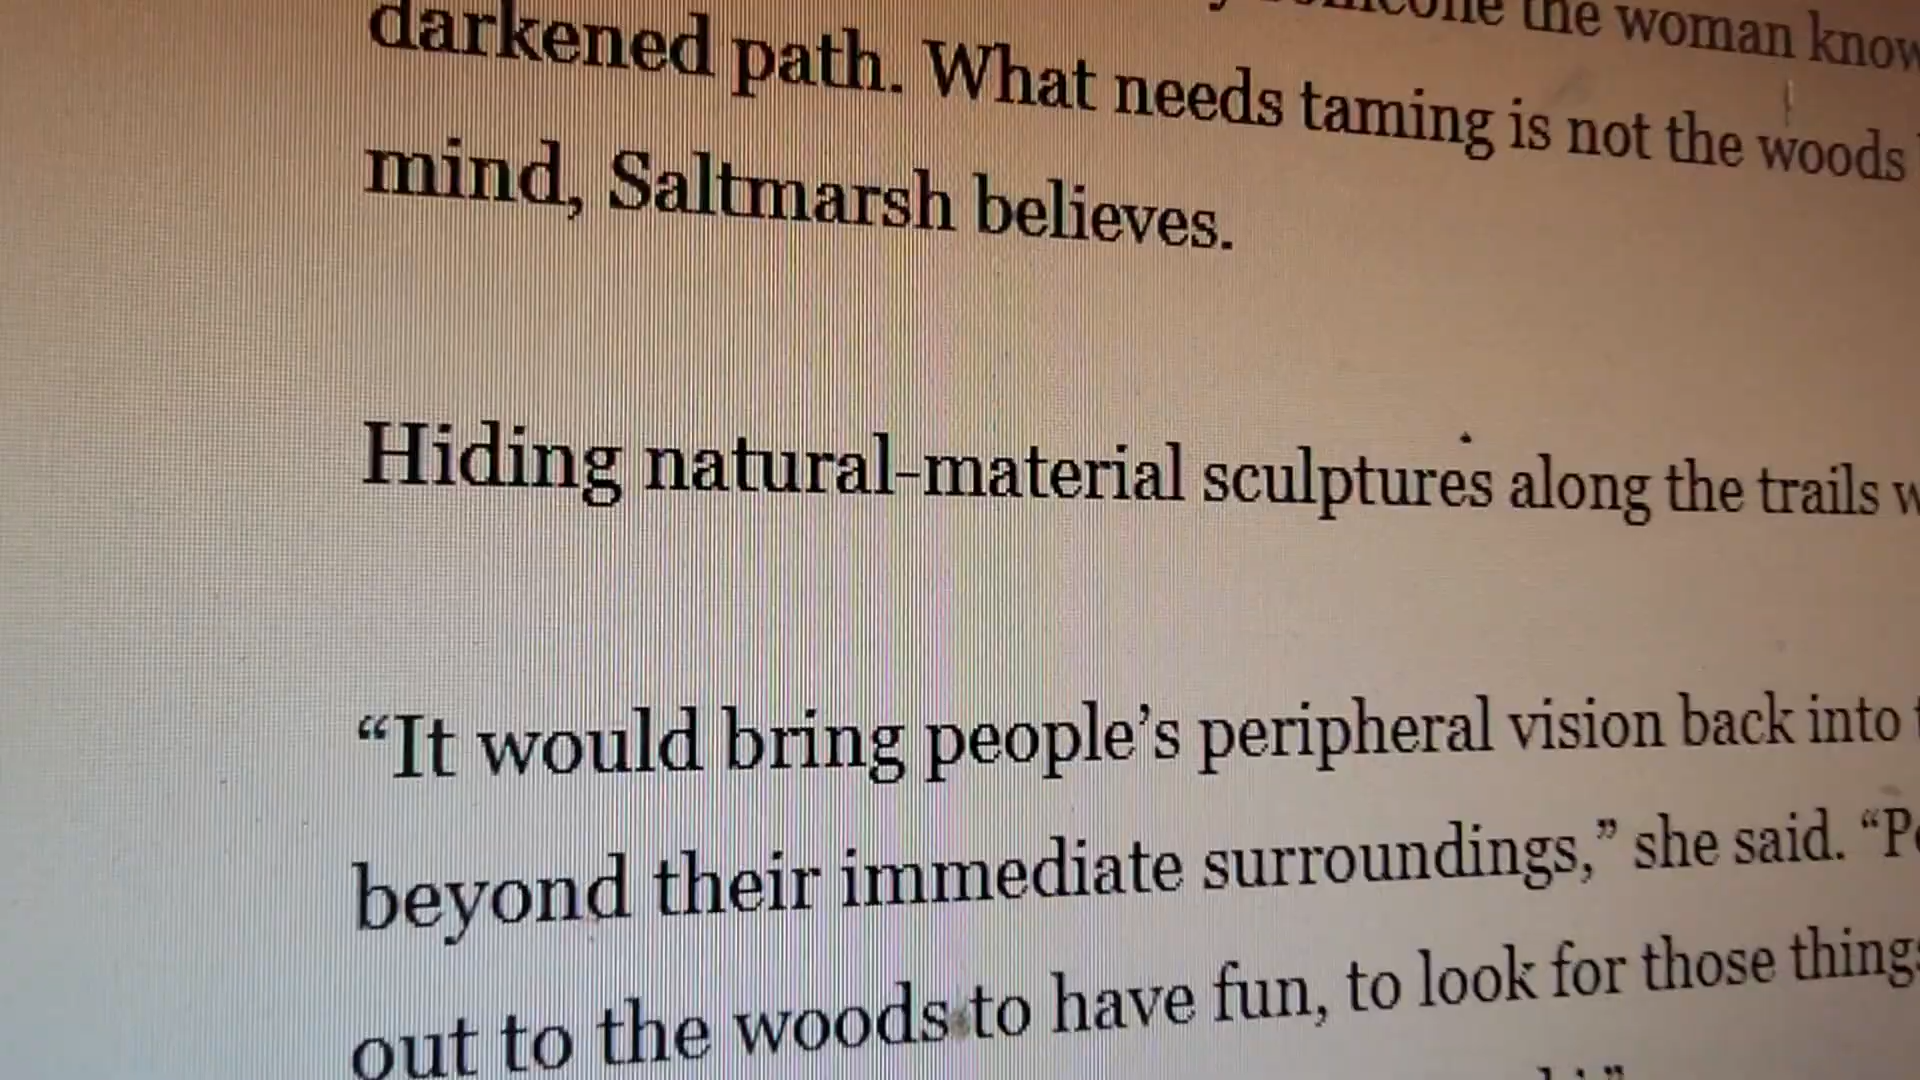 the woman know
darkened path. What needs taming is not the woods
mind, Saltmarsh believes.
Hiding natural-material sculptures along the trails w
“It would bring people’s peripheral vision back into t
beyond their immediate surroundings,” she said. “Pe
out to the woods to have fun, to look for those things